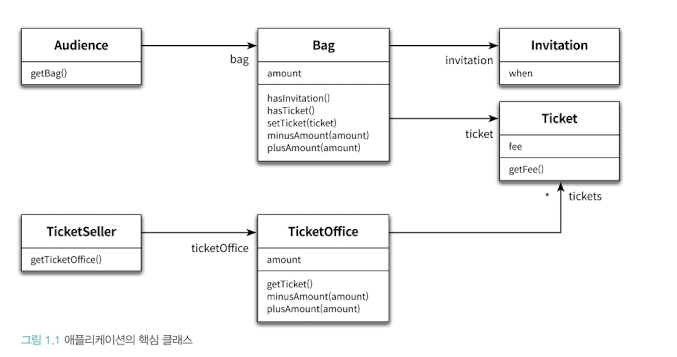 Audience
getBag()
bag
Bag
amount
hasInvitation()
hasTicket()
setTicket(ticket)
minusAmount(amount)
plusAmount(amount)
invitation
Invitation
when
ticket
Ticket
fee
getFee()
* tickets
TicketSeller
getTicketOffice()
ticketOffice
TicketOffice
amount
getTicket()
minusAmount(amount)
plusAmount(amount)
그림 1.1 애플리케이션의 핵심 클래스